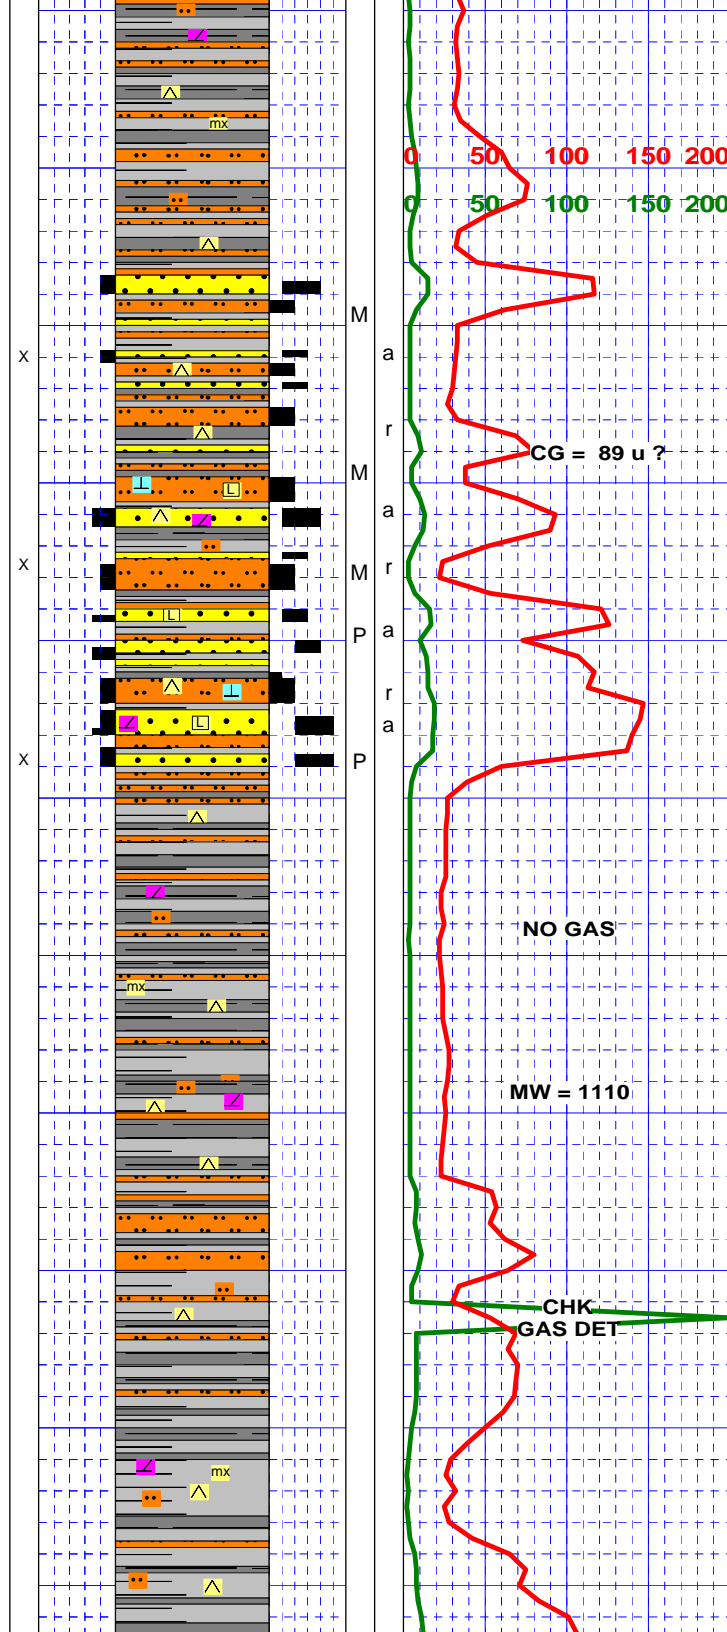 mx
0 50 100 150 200
0 50 100 150 200
M
X a
r
CG = 89 u ?
M
L
a
X M r
L
P a
r
L a
X P
NO GAS
mx
MW = 1110
CHK
GAS DET
mx